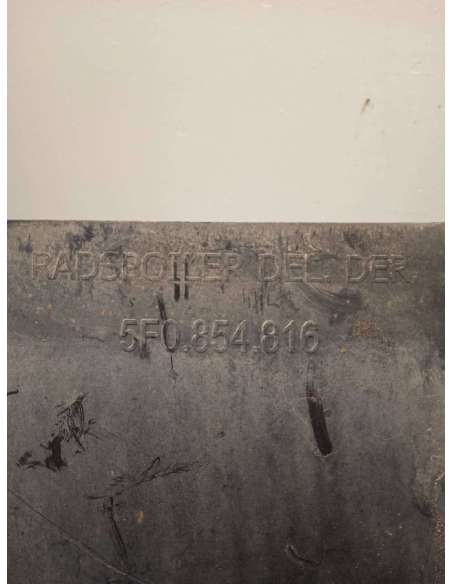 RADSPOILER DEL. DER.
5F0.854.816